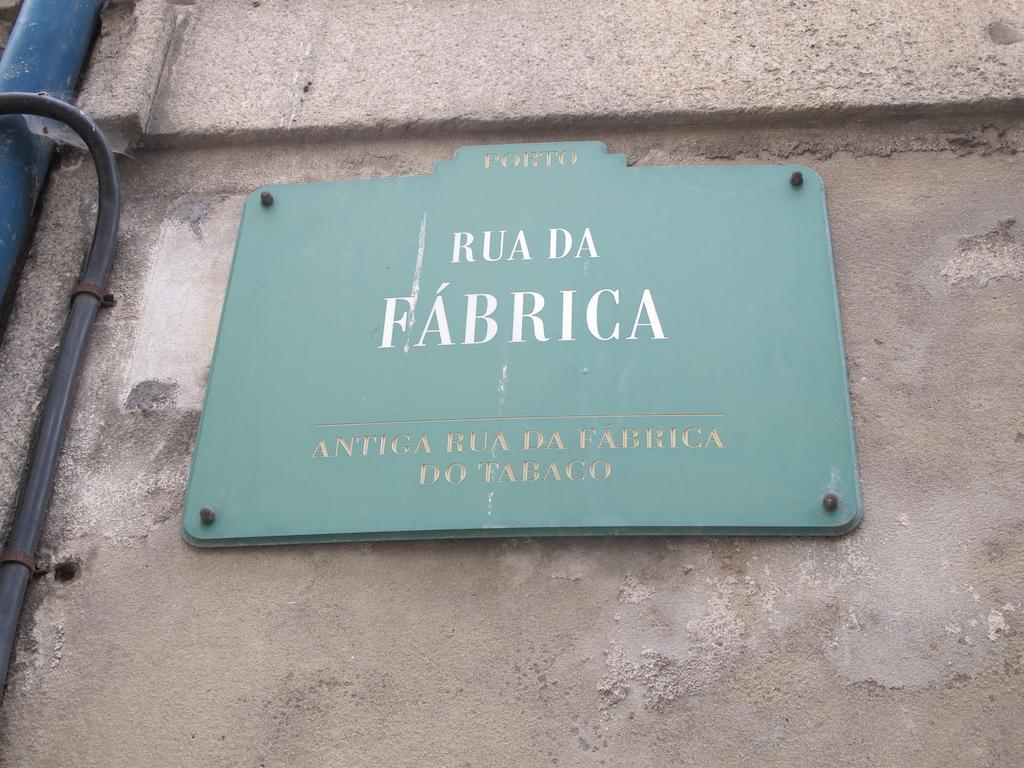 PORTO
RUA DA
FÁBRICA
ANTIGA RUA DA FÁBRICA
DO TABACO